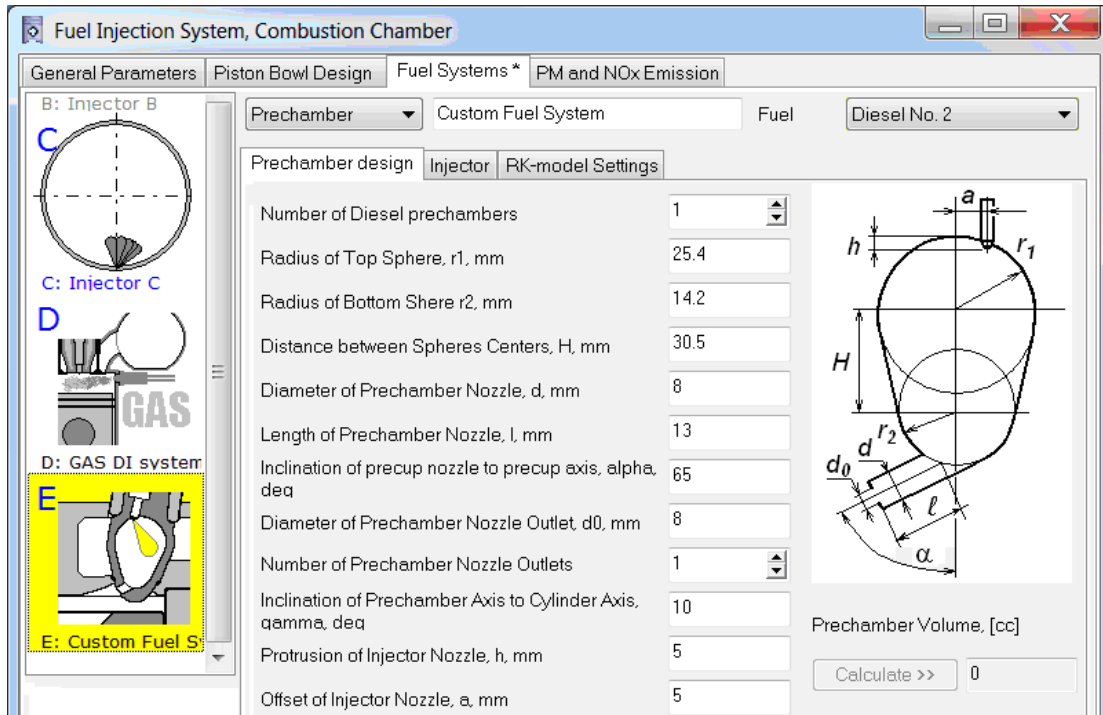 Fuel Injection System, Combustion Chamber
General Parameters Piston Bowl Design Fuel Systems * PM and NOx Emission
B: Injector B
C
C: Injector C
D
GAS
D: GAS DI system
E
E: Custom Fuel S
Prechamber Custom Fuel System Fuel Diesel No. 2
Prechamber design Injector RK-model Settings
Number of Diesel prechambers 1
Radius of Top Sphere, r1, mm 25.4
Radius of Bottom Shere r2, mm 14.2
Distance between Spheres Centers, H, mm 30.5
Diameter of Prechamber Nozzle, d, mm 8
Length of Prechamber Nozzle, l, mm 13
Inclination of precup nozzle to precup axis, alpha,
deg 65
Diameter of Prechamber Nozzle Outlet, d0, mm 8
Number of Prechamber Nozzle Outlets 1
Inclination of Prechamber Axis to Cylinder Axis,
gamma, deg 10
Protrusion of Injector Nozzle, h, mm 5
Offset of Injector Nozzle, a, mm 5
a
h r1
H
r2
d
d0
ℓ
α
Prechamber Volume, [cc]
Calculate >> 0